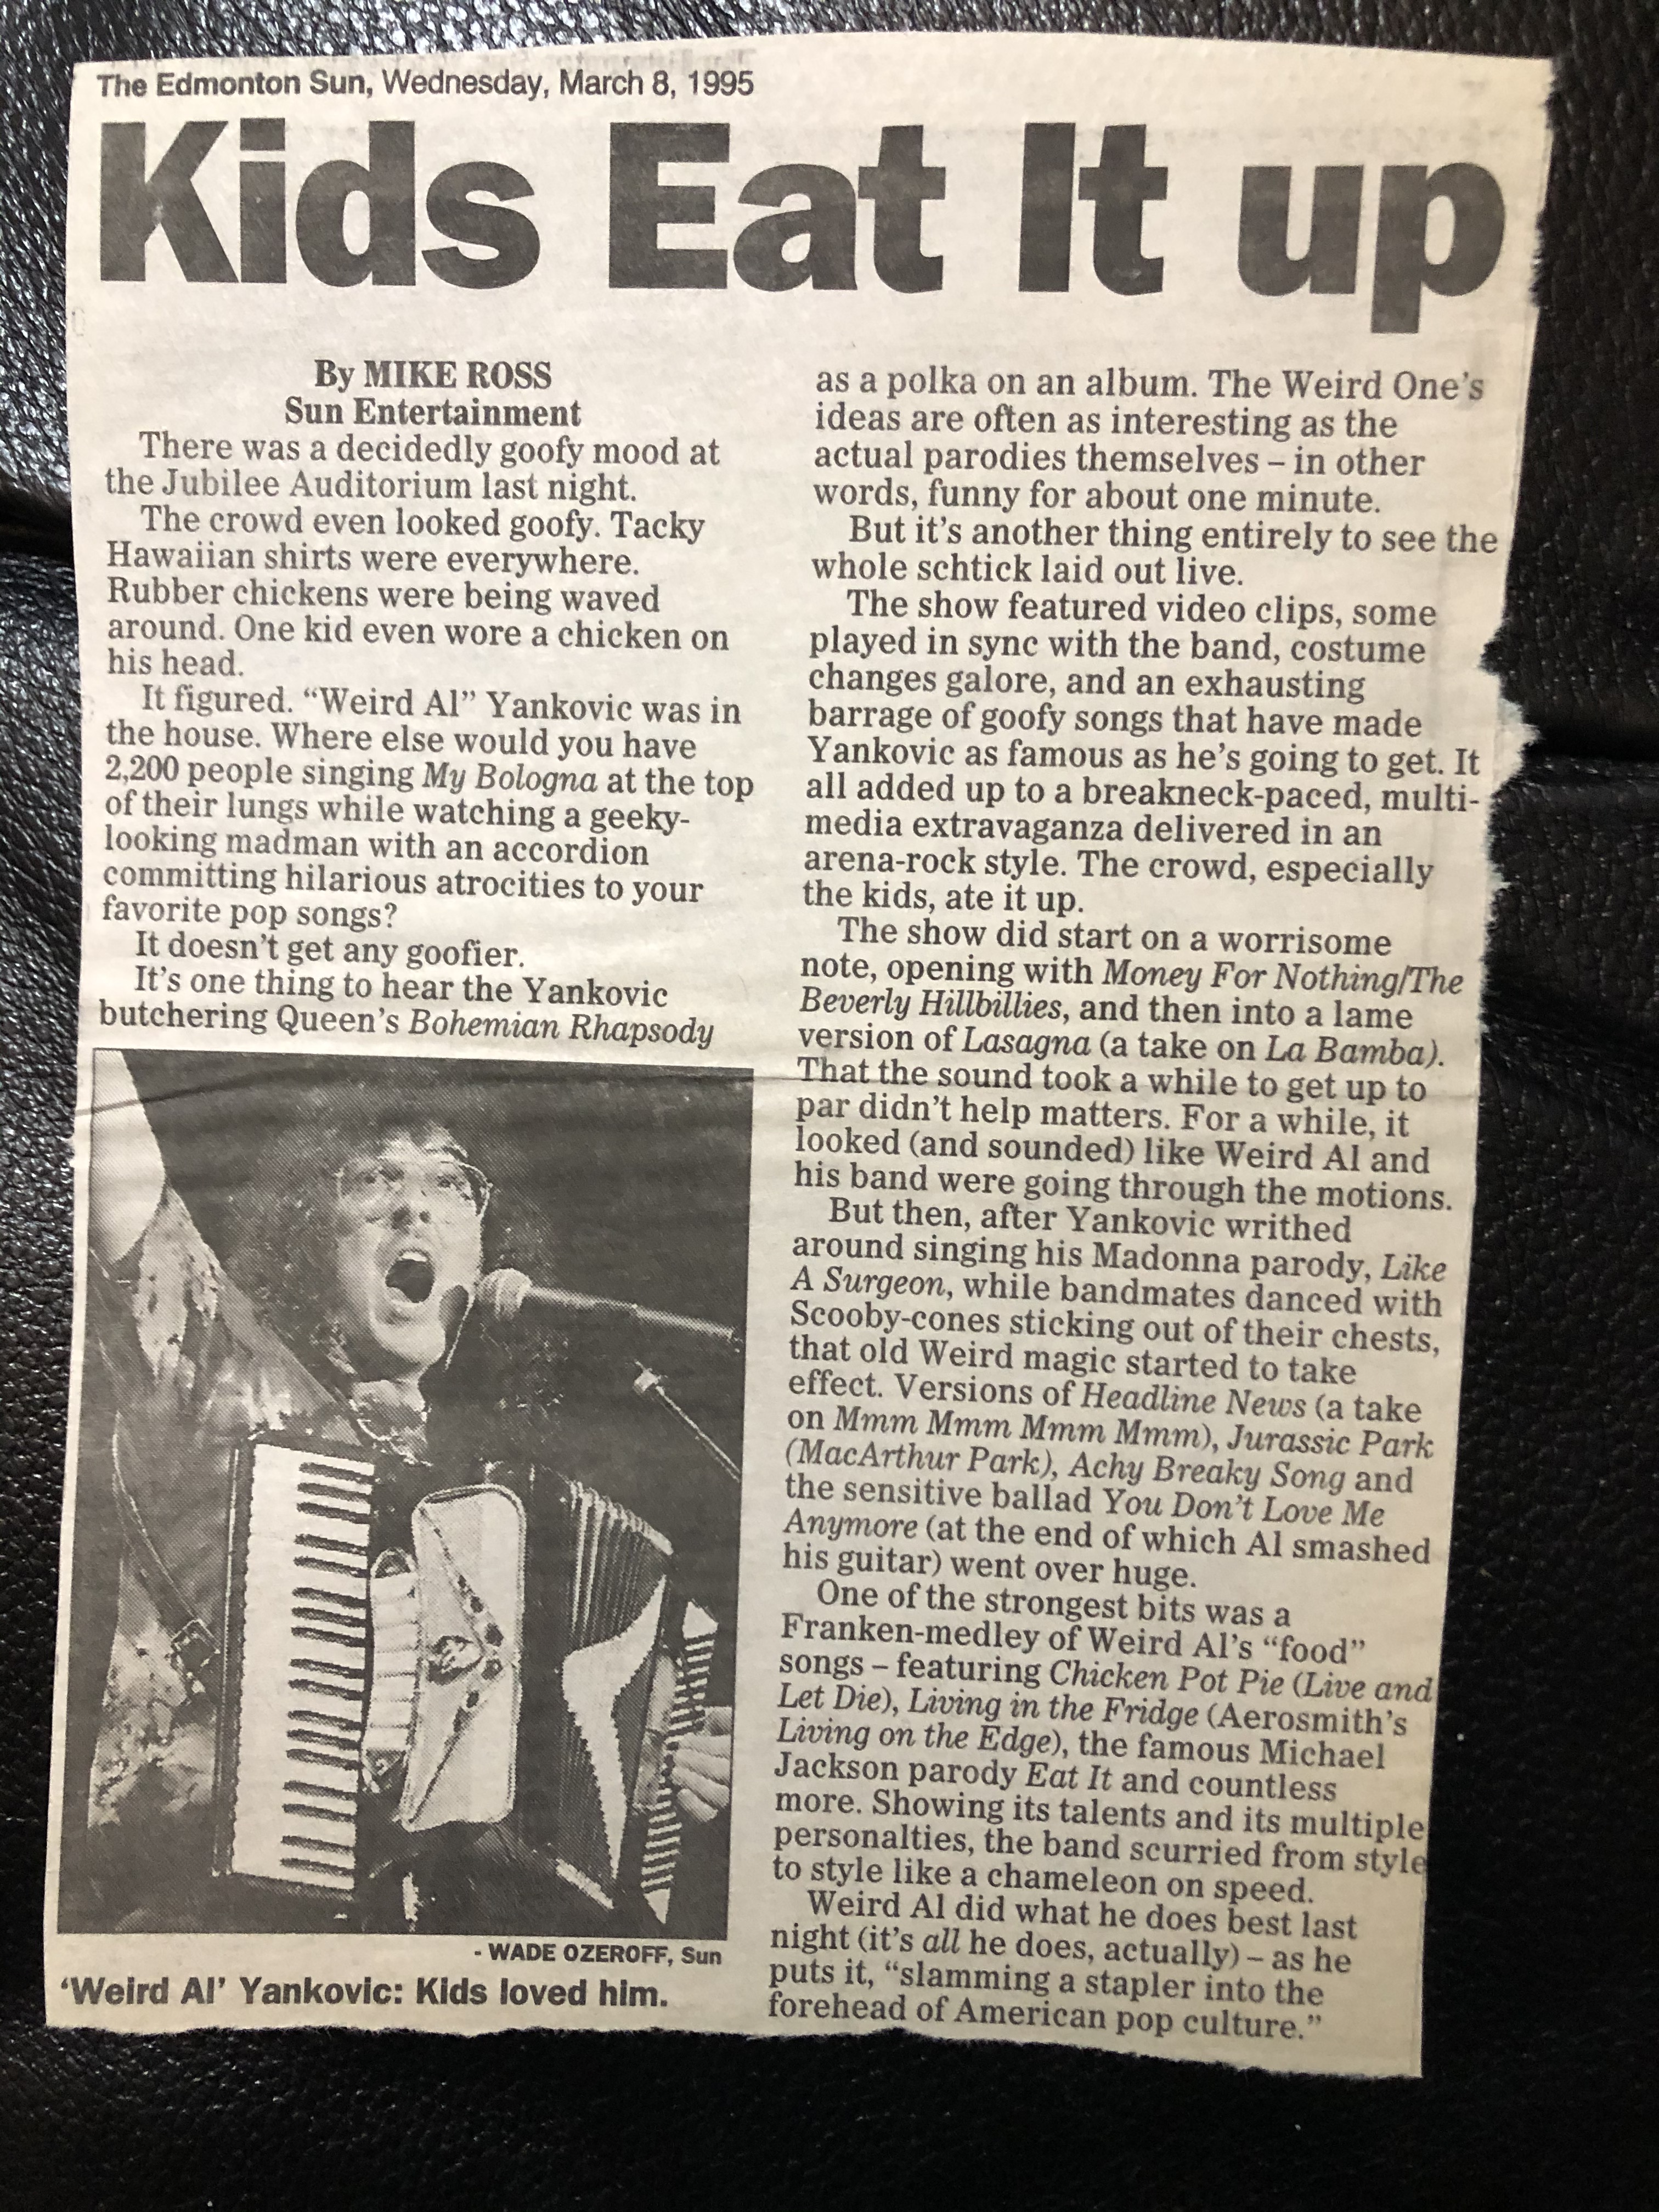 The Edmonton Sun, Wednesday, March 8, 1995
Kids Eat It up
By MIKE ROSS
Sun Entertainment
There was a decidedly goofy mood at
the Jubilee Auditorium last night.
The crowd even looked goofy. Tacky
Hawaiian shirts were everywhere.
Rubber chickens were being waved
around. One kid even wore a chicken on
his head.
It figured. “Weird Al” Yankovic was in
the house. Where else would you have
2,200 people singing My Bologna at the top
of their lungs while watching a geeky-
looking madman with an accordion
committing hilarious atrocities to your
favorite pop songs?
It doesn’t get any goofier.
It’s one thing to hear the Yankovic
butchering Queen’s Bohemian Rhapsody
- WADE OZEROFF, Sun
‘Weird Al’ Yankovic: Kids loved him.
as a polka on an album. The Weird One’s
ideas are often as interesting as the
actual parodies themselves – in other
words, funny for about one minute.
But it’s another thing entirely to see the
whole schtick laid out live.
The show featured video clips, some
played in sync with the band, costume
changes galore, and an exhausting
barrage of goofy songs that have made
Yankovic as famous as he’s going to get. It
all added up to a breakneck-paced, multi-
media extravaganza delivered in an
arena-rock style. The crowd, especially
the kids, ate it up.
The show did start on a worrisome
note, opening with Money For Nothing/The
Beverly Hillbillies, and then into a lame
version of Lasagna (a take on La Bamba).
That the sound took a while to get up to
par didn’t help matters. For a while, it
looked (and sounded) like Weird Al and
his band were going through the motions.
But then, after Yankovic writhed
around singing his Madonna parody, Like
A Surgeon, while bandmates danced with
Scooby-cones sticking out of their chests,
that old Weird magic started to take
effect. Versions of Headline News (a take
on Mmm Mmm Mmm Mmm), Jurassic Park
(MacArthur Park), Achy Breaky Song and
the sensitive ballad You Don’t Love Me
Anymore (at the end of which Al smashed
his guitar) went over huge.
One of the strongest bits was a
Franken-medley of Weird Al’s “food”
songs – featuring Chicken Pot Pie (Live and
Let Die), Living in the Fridge (Aerosmith’s
Living on the Edge), the famous Michael
Jackson parody Eat It and countless
more. Showing its talents and its multiple
personalties, the band scurried from style
to style like a chameleon on speed.
Weird Al did what he does best last
night (it’s all he does, actually) – as he
puts it, “slamming a stapler into the
forehead of American pop culture.”